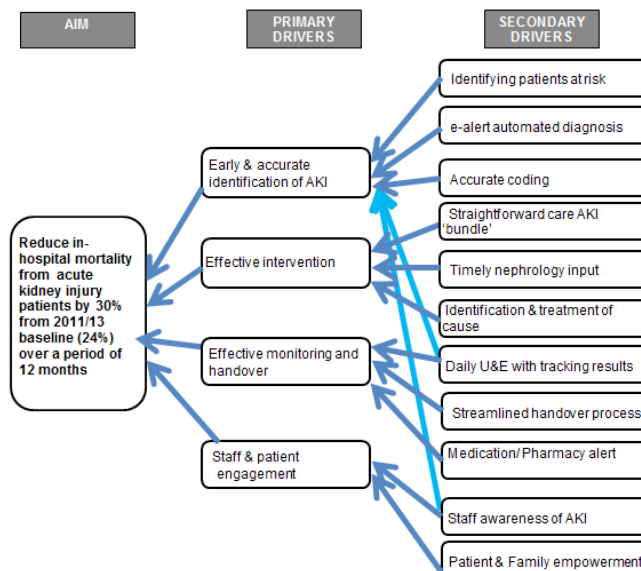 AIM
PRIMARY
DRIVERS
SECONDARY
DRIVERS
Reduce in-
hospital mortality
from acute
kidney injury
patients by 30%
from 2011/13
baseline (24%)
over a period of
12 months
Early & accurate
identification of AKI
Effective intervention
Effective monitoring and
handover
Staff & patient
engagement
Identifying patients at risk
e-alert automated diagnosis
Accurate coding
Straightforward care AKI
'bundle'
Timely nephrology input
Identification & treatment of
cause
Daily U&E with tracking results
Streamlined handover process
Medication/ Pharmacy alert
Staff awareness of AKI
Patient & Family empowerment